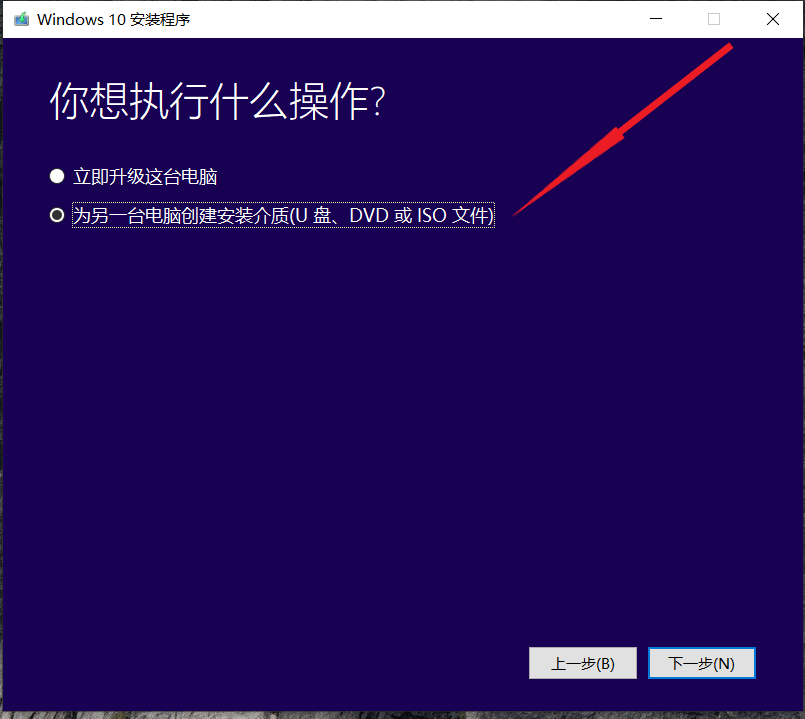 Windows 10 安装程序
你想执行什么操作?
立即升级这台电脑
为另一台电脑创建安装介质(U 盘、DVD 或 ISO 文件)
上一步(B)
下一步(N)